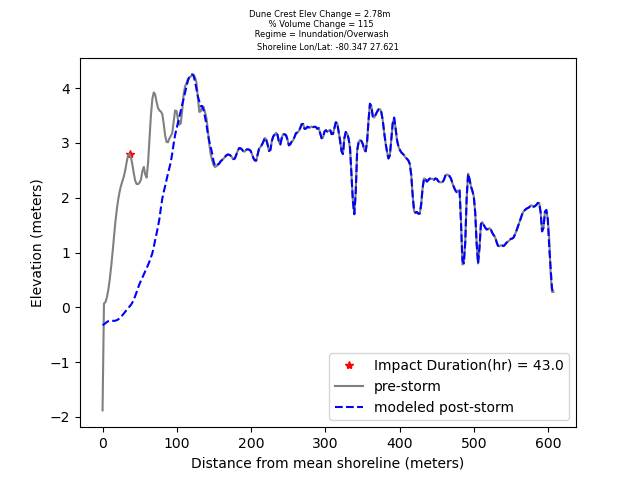 Dune Crest Elev Change = 2.78m
% Volume Change = 115
Regime = Inundation/Overwash
Shoreline Lon/Lat: -80.347 27.621
4
3
2
1
0
−1
−2
Elevation (meters)
Impact Duration(hr) = 43.0
pre-storm
modeled post-storm
0 100 200 300 400 500 600
Distance from mean shoreline (meters)